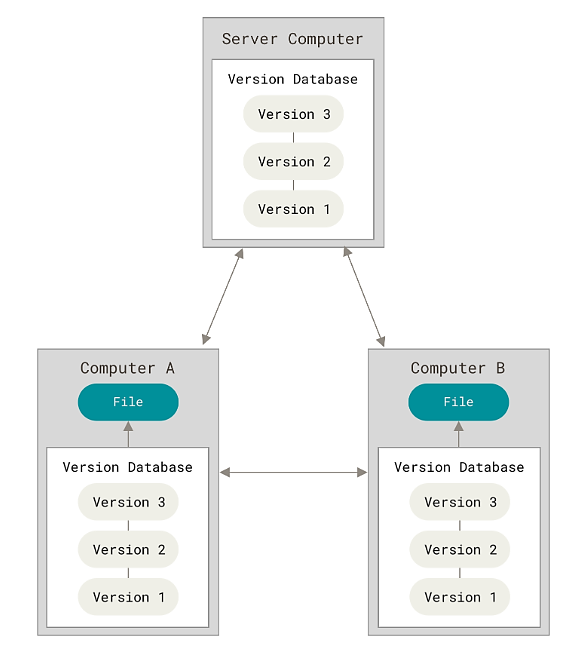 Server Computer
Version Database
Version 3
Version 2
Version 1
Computer A
File
Version Database
Version 3
Version 2
Version 1
Computer B
File
Version Database
Version 3
Version 2
Version 1